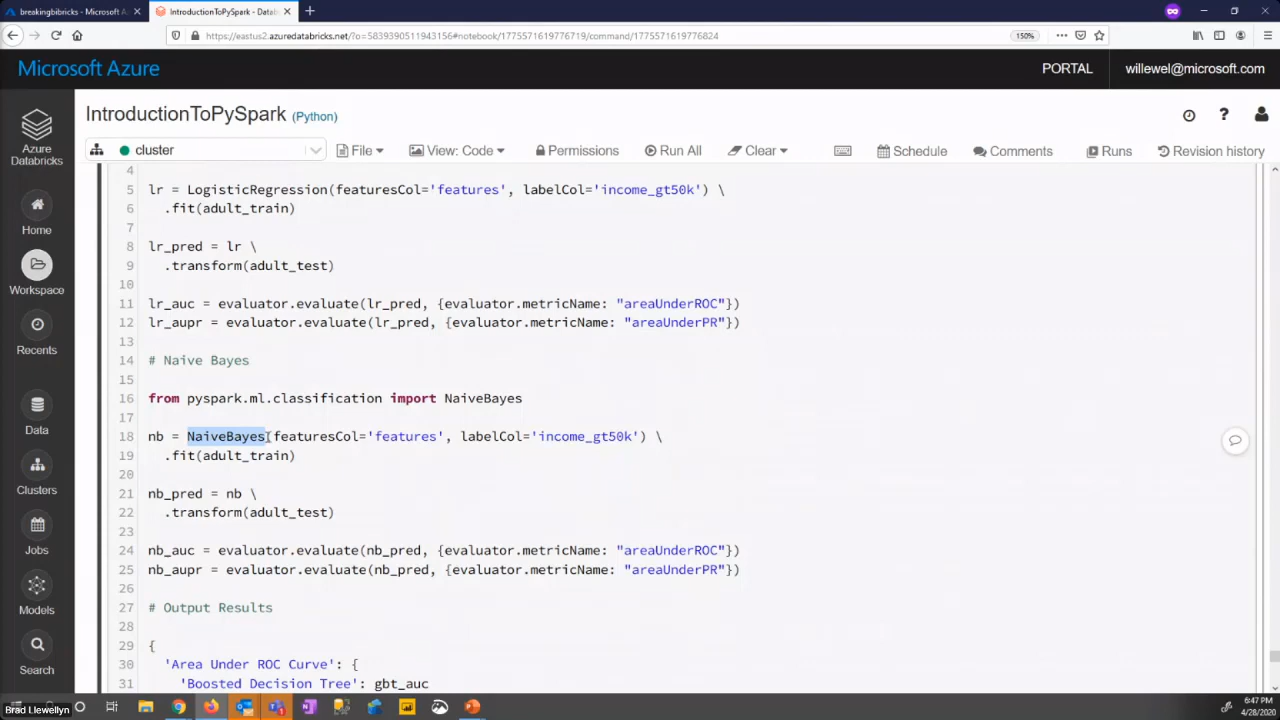 breakingbibricks - Microsoft A
IntroductionToPySpark - Datab
https://eastus2.azuredatabricks.net/?o=5839390511943156#notebook/1775571619776719/command/1775571619776824
150%
Microsoft Azure
PORTAL
willewel@microsoft.com
Azure Databricks
Home
Workspace
Recents
Data
Clusters
Jobs
Models
Search
IntroductionToPySpark (Python)
cluster
File
View: Code
Permissions
Run All
Clear
Schedule
Comments
Runs
Revision history
4
5 lr = LogisticRegression(featuresCol='features', labelCol='income_gt50k') \
6 .fit(adult_train)
7
8 lr_pred = lr \
9 .transform(adult_test)
10
11 lr_auc = evaluator.evaluate(lr_pred, {evaluator.metricName: "areaUnderROC"})
12 lr_aupr = evaluator.evaluate(lr_pred, {evaluator.metricName: "areaUnderPR"})
13
14 # Naive Bayes
15
16 from pyspark.ml.classification import NaiveBayes
17
18 nb = NaiveBayes(featuresCol='features', labelCol='income_gt50k') \
19 .fit(adult_train)
20
21 nb_pred = nb \
22 .transform(adult_test)
23
24 nb_auc = evaluator.evaluate(nb_pred, {evaluator.metricName: "areaUnderROC"})
25 nb_aupr = evaluator.evaluate(nb_pred, {evaluator.metricName: "areaUnderPR"})
26
27 # Output Results
28
29 {
30 'Area Under ROC Curve': {
31 'Boosted Decision Tree': gbt_auc
Brad Llewellyn
6:47 PM
4/28/2020